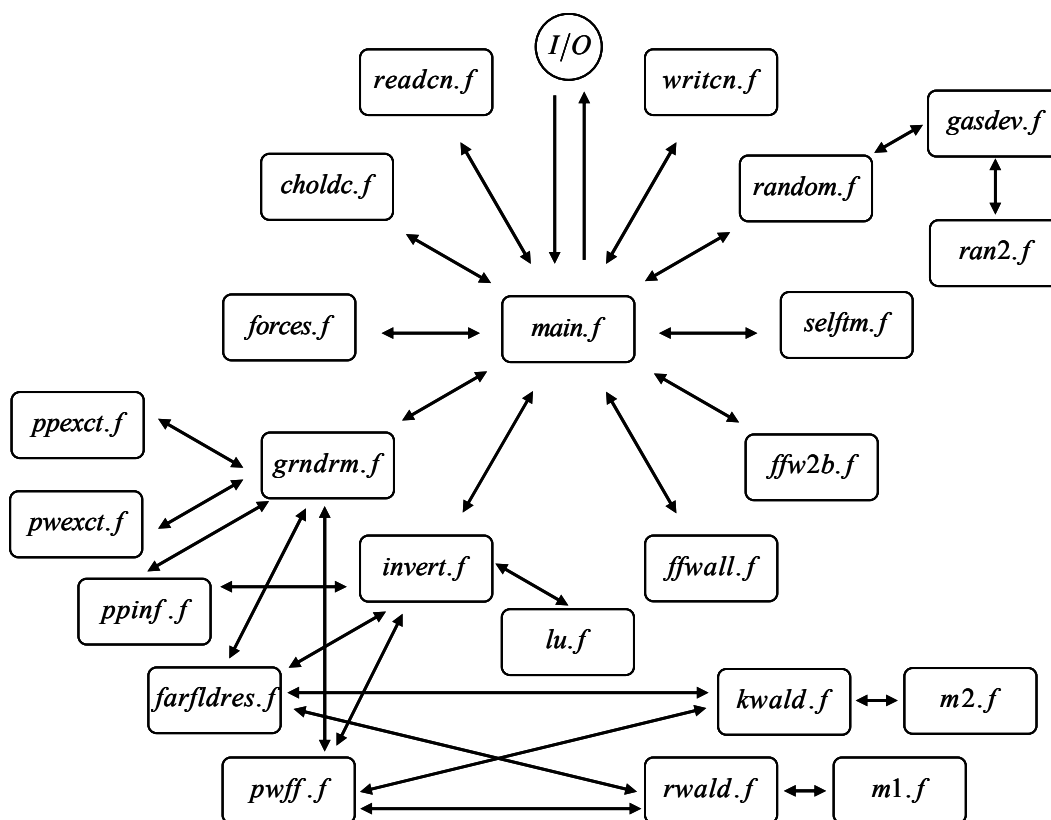 I/O
readcn.f
writcn.f
gasdev.f
choldc.f
random.f
ran2.f
forces.f
main.f
selftm.f
ppexct.f
grndrm.f
ffw2b.f
pwexct.f
invert.f
ffwall.f
ppinf.f
lu.f
farfldres.f
kwald.f
m2.f
pwff.f
rwald.f
m1.f